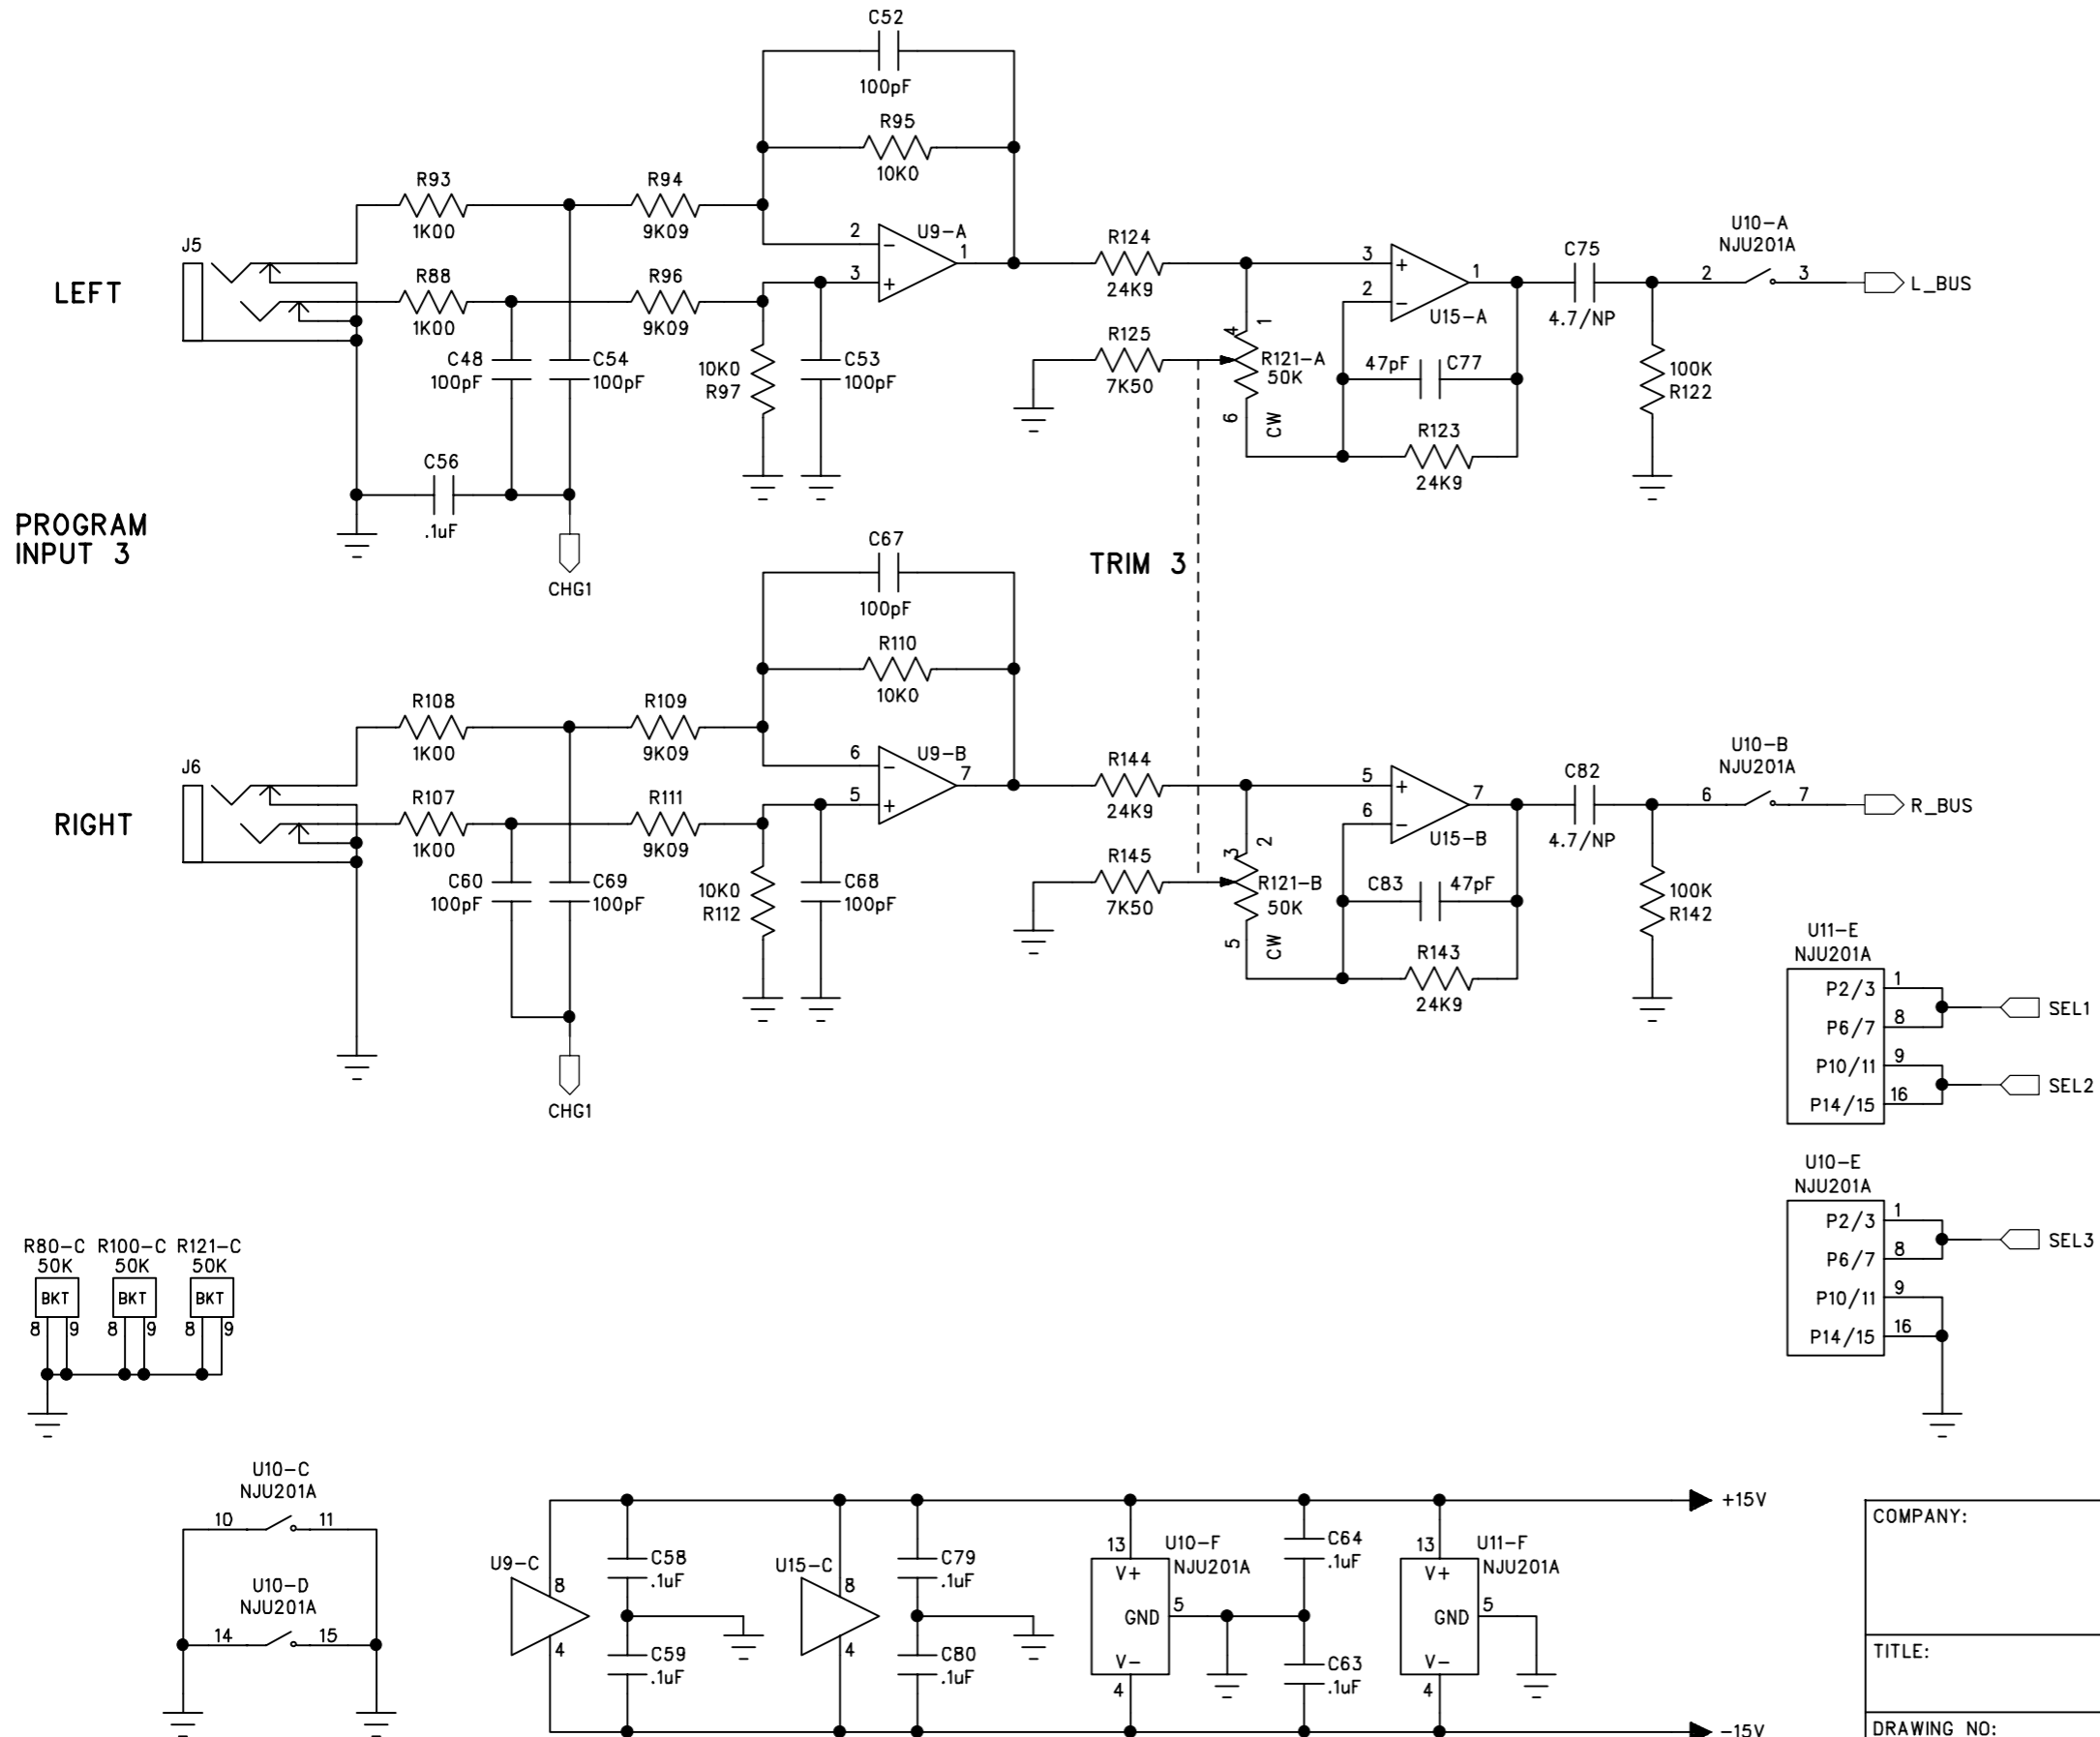 C52
100pF
R95
10K0
R93
1K00
R94
9K09
J5
LEFT
R88
1K00
R96
9K09
2
3
U9-A
1
C48
100pF
C54
100pF
10K0
R97
C53
100pF
C56
.1uF
CHG1
PROGRAM
INPUT 3
R124
24K9
R125
7K50
4
1
R121-A
50K
6
CW
3
2
1
U15-A
47pF
C77
R123
24K9
C75
4.7/NP
100K
R122
U10-A
NJU201A
2
3
L_BUS
TRIM 3
C67
100pF
R110
10K0
R108
1K00
R109
9K09
J6
RIGHT
R107
1K00
R111
9K09
6
5
U9-B
7
C60
100pF
C69
100pF
10K0
R112
C68
100pF
CHG1
R144
24K9
R145
7K50
3
2
R121-B
50K
5
CW
5
6
7
U15-B
C83
47pF
R143
24K9
C82
4.7/NP
100K
R142
U10-B
NJU201A
6
7
R_BUS
U11-E
NJU201A
P2/3
1
P6/7
8
P10/11
9
P14/15
16
SEL1
SEL2
U10-E
NJU201A
P2/3
1
P6/7
8
P10/11
9
P14/15
16
SEL3
R80-C
50K
BKT
8
9
R100-C
50K
BKT
8
9
R121-C
50K
BKT
8
9
U10-C
NJU201A
10
11
U10-D
NJU201A
14
15
U9-C
8
4
C58
.1uF
C59
.1uF
U15-C
8
4
C79
.1uF
C80
.1uF
13
U10-F
NJU201A
V+
GND
5
V-
4
C64
.1uF
C63
.1uF
13
U11-F
NJU201A
V+
GND
5
V-
4
+15V
-15V
COMPANY:
TITLE:
DRAWING NO: